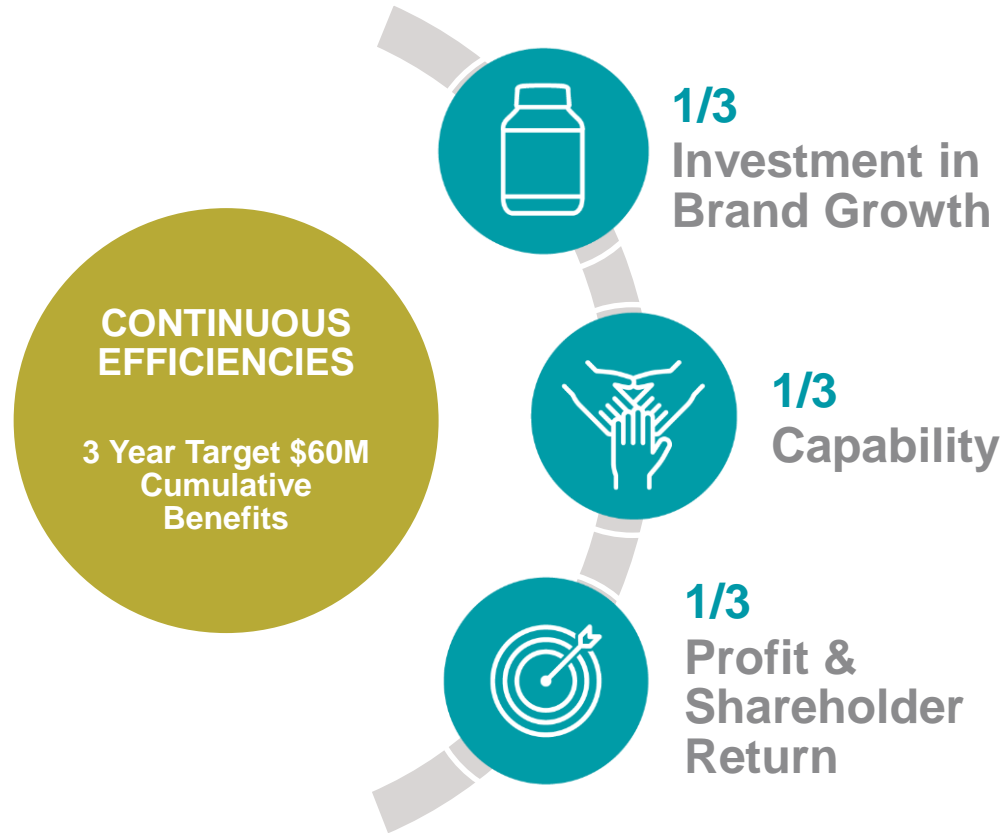 CONTINUOUS
EFFICIENCIES
3 Year Target $60M
Cumulative
Benefits
1/3
Investment in
Brand Growth
1/3
Capability
1/3
Profit &
Shareholder
Return